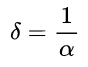 δ = 1/α